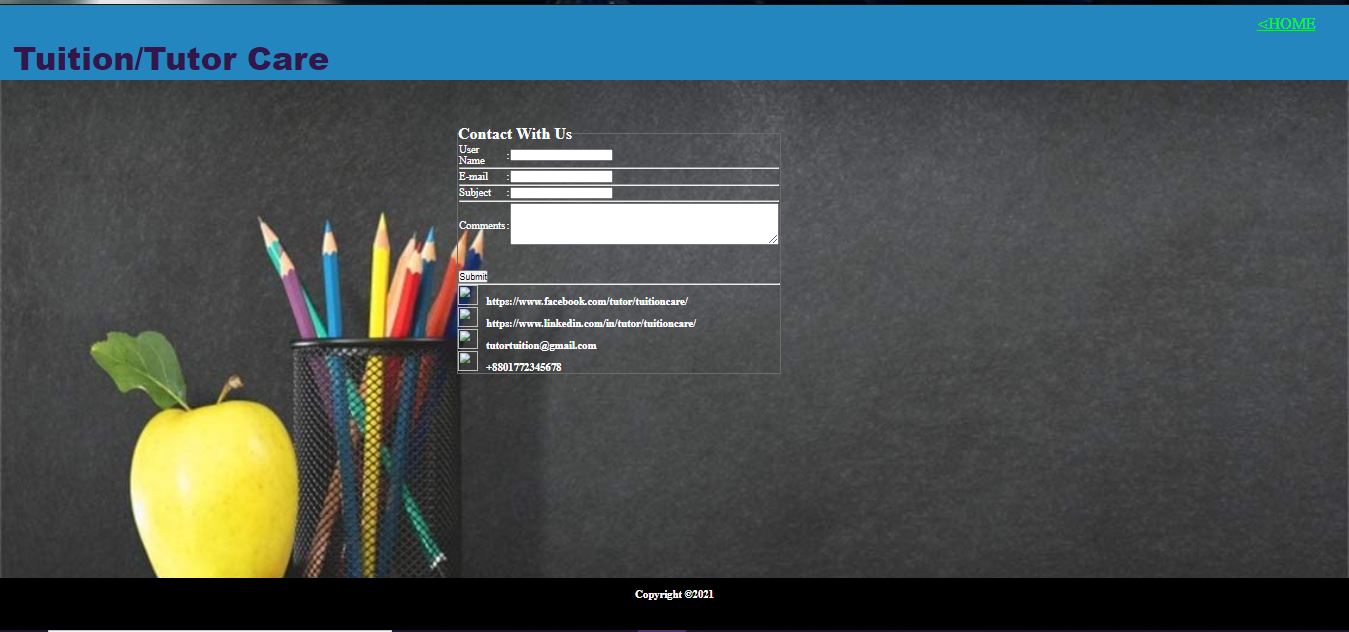 <HOME
Tuition/Tutor Care
Contact With Us
User
Name :
E-mail :
Subject :
Comments :
Submit
https://www.facebook.com/tutor/tuitioncare/
https://www.linkedin.com/in/tutor/tuitioncare/
tutortuition@gmail.com
+8801772345678
Copyright ©2021